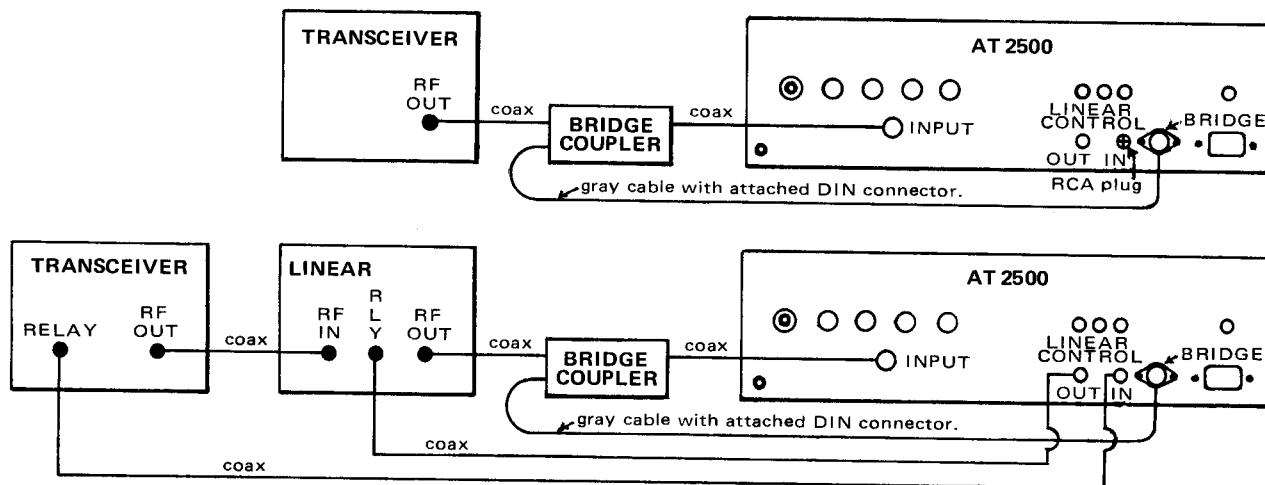 TRANSCEIVER
RF
OUT
coax
BRIDGE
COUPLER
coax
AT 2500
INPUT
LINEAR
CONTROL
OUT IN
RCA plug
BRIDGE
gray cable with attached DIN connector.
TRANSCEIVER
RELAY
RF
OUT
coax
LINEAR
RF
IN
R
L
Y
RF
OUT
coax
BRIDGE
COUPLER
coax
AT 2500
INPUT
LINEAR
CONTROL
OUT IN
BRIDGE
gray cable with attached DIN connector.
coax
coax